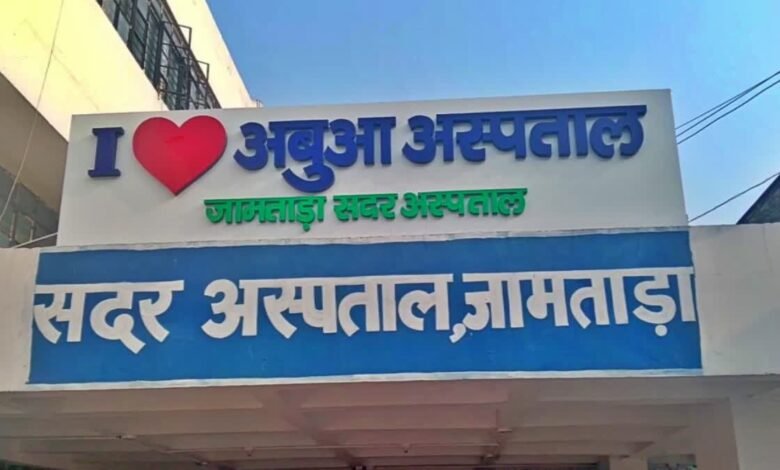 I ❤ अबुआ अस्पताल
जामताड़ा सदर अस्पताल
सदर अस्पताल, जामताड़ा